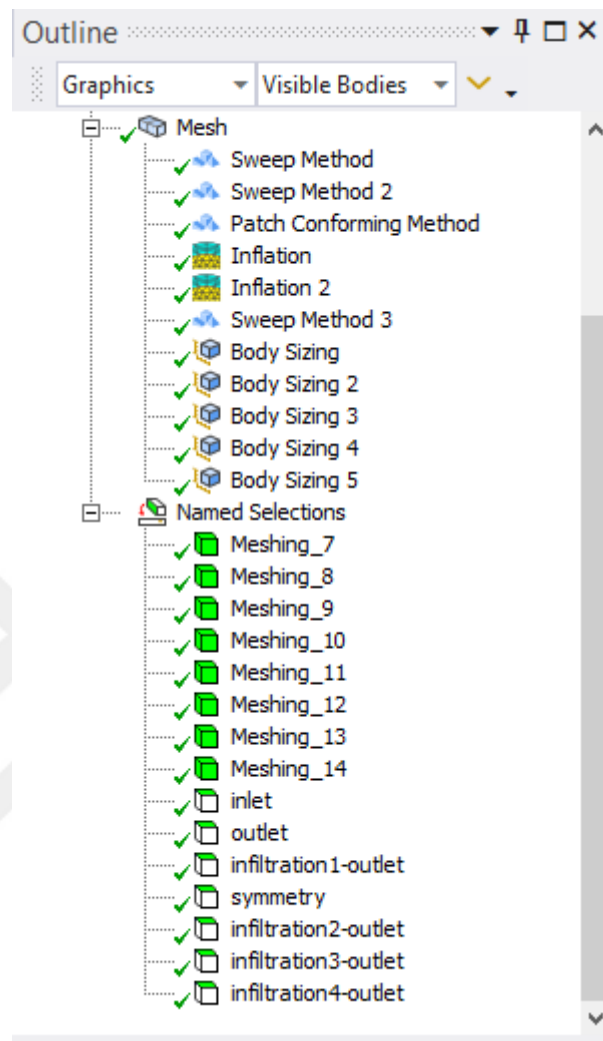 Outline
Graphics Visible Bodies
Mesh
Sweep Method
Sweep Method 2
Patch Conforming Method
Inflation
Inflation 2
Sweep Method 3
Body Sizing
Body Sizing 2
Body Sizing 3
Body Sizing 4
Body Sizing 5
Named Selections
Meshing_7
Meshing_8
Meshing_9
Meshing_10
Meshing_11
Meshing_12
Meshing_13
Meshing_14
inlet
outlet
infiltration1-outlet
symmetry
infiltration2-outlet
infiltration3-outlet
infiltration4-outlet